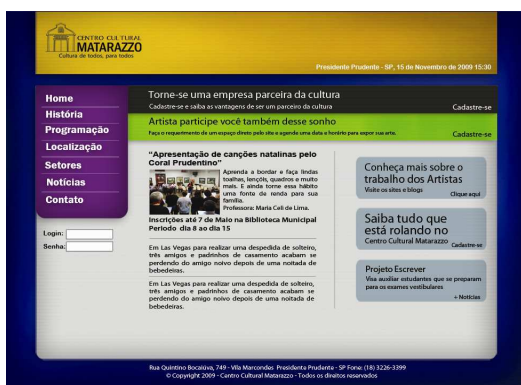 CENTRO CULTURAL
MATARAZZO
Cultura de todos, para todos
Presidente Prudente - SP, 15 de Novembro de 2009 15:30
Home
História
Programação
Localização
Setores
Notícias
Contato
Login:
Senha:
Torne-se uma empresa parceira da cultura
Cadastre-se e saiba as vantagens de ser um parceiro da cultura
Cadastre-se
Artista participe você também desse sonho
Faça o requerimento de um espaço direto pelo site e agende uma data e horário para expor sua arte.
Cadastre-se
"Apresentação de canções natalinas pelo
Coral Prudentino"
Aprenda a bordar e faça lindas
toalhas, lençóis, quadros e muito
mais. E ainda torne essa hábito
uma fonte de renda para sua
família.
Professora: Maria Celi de Lima.
Inscrições até 7 de Maio na Biblioteca Municipal
Período dia 8 ao dia 15
Em Las Vegas para realizar uma despedida de solteiro,
três amigos e padrinhos de casamento acabam se
perdendo do amigo noivo depois de uma noitada de
bebedeiras.
Em Las Vegas para realizar uma despedida de solteiro,
três amigos e padrinhos de casamento acabam se
perdendo do amigo noivo depois de uma noitada de
bebedeiras.
Conheça mais sobre o
trabalho dos Artistas
Visite os sites e blogs
Clique aqui
Saiba tudo que
está rolando no
Centro Cultural Matarazzo
Cadastre-se
Projeto Escrever
Visa auxiliar estudantes que se preparam
para os exames vestibulares
+ Notícias
Rua Quintino Bocaiúva, 749 - Vila Marcondes Presidente Prudente - SP Fone: (18) 3226-3399
© Copyright 2009 - Centro Cultural Matarazzo - Todos os direitos reservados